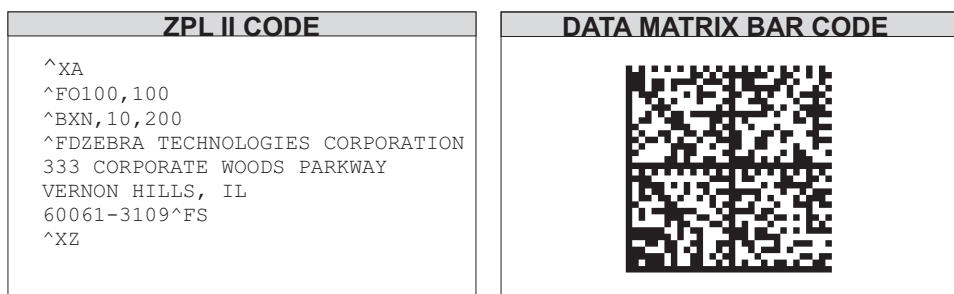 ZPL II CODE
^XA
^FO100,100
^BXN,10,200
^FDZEBRA TECHNOLOGIES CORPORATION
333 CORPORATE WOODS PARKWAY
VERNON HILLS, IL
60061-3109^FS
^XZ
DATA MATRIX BAR CODE